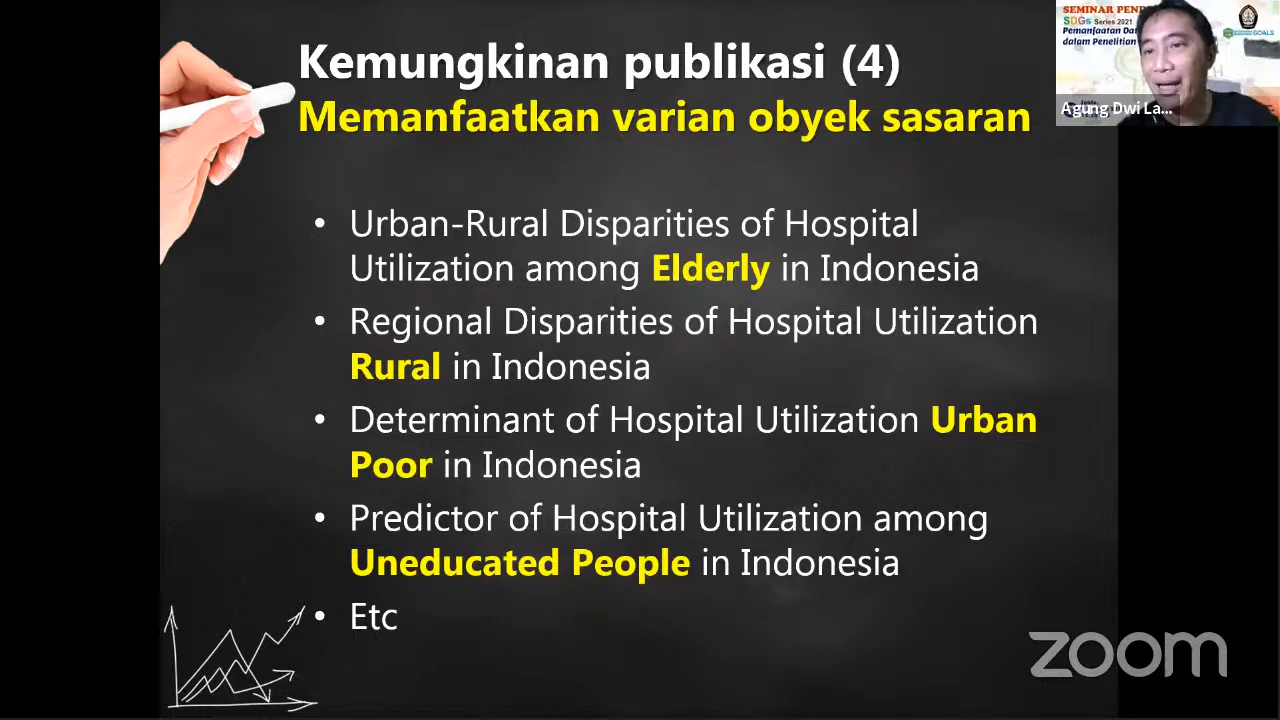 Kemungkinan publikasi (4)
Memanfaatkan varian obyek sasaran
• Urban-Rural Disparities of Hospital
Utilization among Elderly in Indonesia
• Regional Disparities of Hospital Utilization
Rural in Indonesia
• Determinant of Hospital Utilization Urban
Poor in Indonesia
• Predictor of Hospital Utilization among
Uneducated People in Indonesia
• Etc
SEMINAR
SDGs Series 2021
Pemanfaatan
dalam Penelitian
GOALS
Agung Dwi La...
zoom